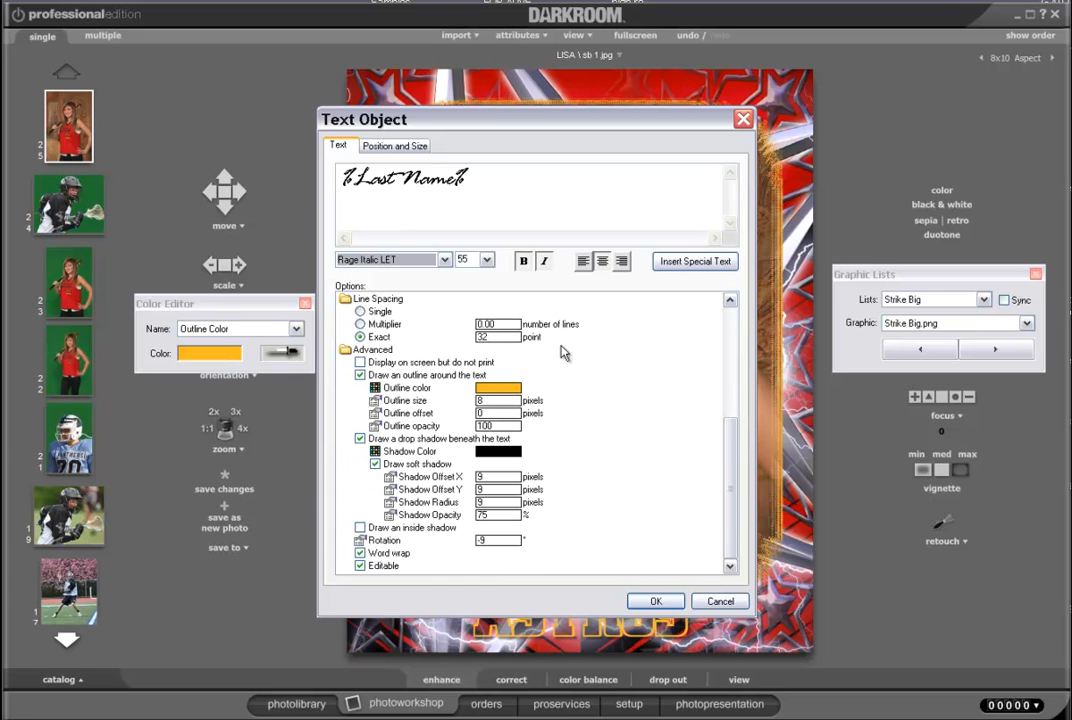 professionaledition
DARKROOM
single
multiple
import
attributes
view
fullscreen
undo /
show order
LISA \ sb 1.jpg
8x10 Aspect
Text Object
Text
Position and Size
%Last Name%
Rage Italic LET
55
B
I
Insert Special Text
Options:
Line Spacing
Single
Multiplier
0.00
number of lines
Exact
32
point
Advanced
Display on screen but do not print
Draw an outline around the text
Outline color
Outline size
8
pixels
Outline offset
0
pixels
Outline opacity
100
Draw a drop shadow beneath the text
Shadow Color
Draw soft shadow
Shadow Offset X
9
pixels
Shadow Offset Y
9
pixels
Shadow Radius
9
pixels
Shadow Opacity
75
%
Draw an inside shadow
Rotation
-9
°
Word wrap
Editable
OK
Cancel
Color Editor
Name:
Outline Color
Color:
move
scale
orientation
2x 3x
1:1 4x
zoom
save changes
save as
new photo
save to
color
black & white
sepia | retro
duotone
Graphic Lists
Lists:
Strike Big
Sync
Graphic:
Strike Big.png
focus
0
min med max
vignette
retouch
ASTROS
catalog
enhance
correct
color balance
drop out
view
photolibrary
photoworkshop
orders
proservices
setup
photopresentation
00000